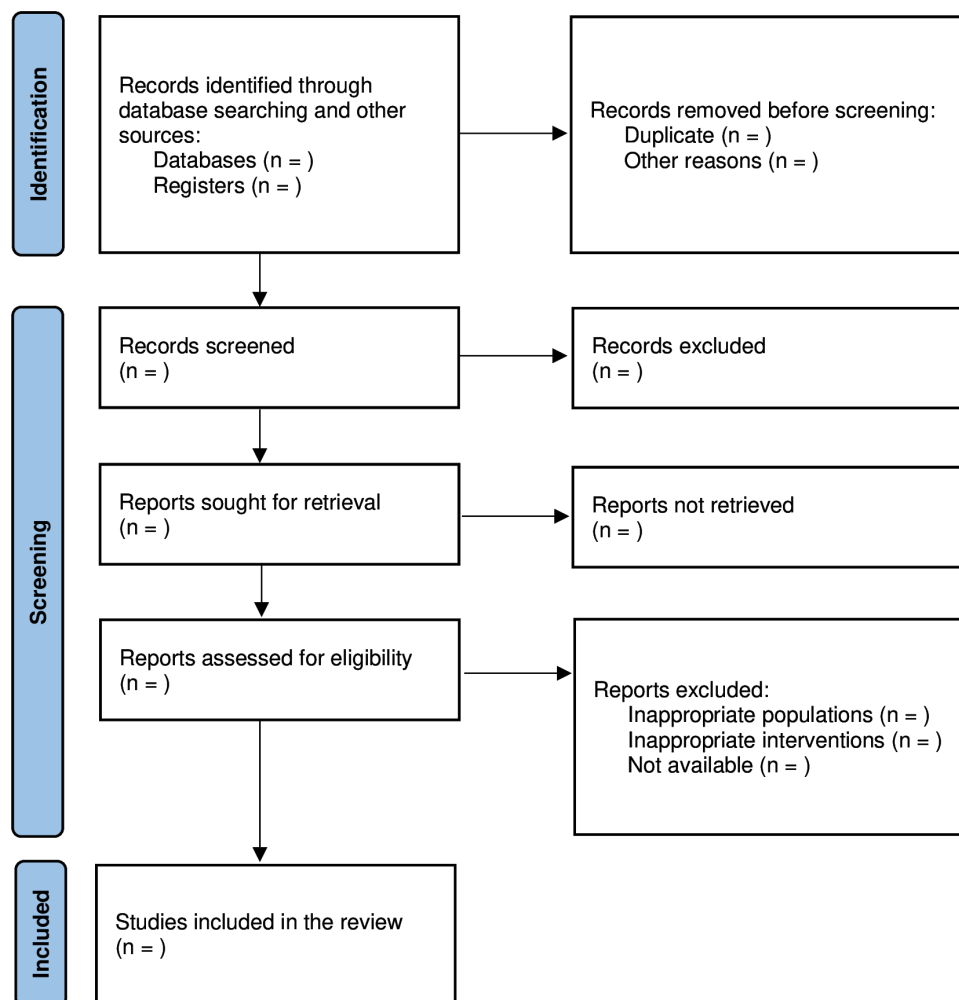 Identification
Records identified through
database searching and other
sources:
Databases (n = )
Registers (n = )
Records removed before screening:
Duplicate (n = )
Other reasons (n = )
Screening
Records screened
(n = )
Records excluded
(n = )
Reports sought for retrieval
(n = )
Reports not retrieved
(n = )
Reports assessed for eligibility
(n = )
Reports excluded:
Inappropriate populations (n = )
Inappropriate interventions (n = )
Not available (n = )
Included
Studies included in the review
(n = )